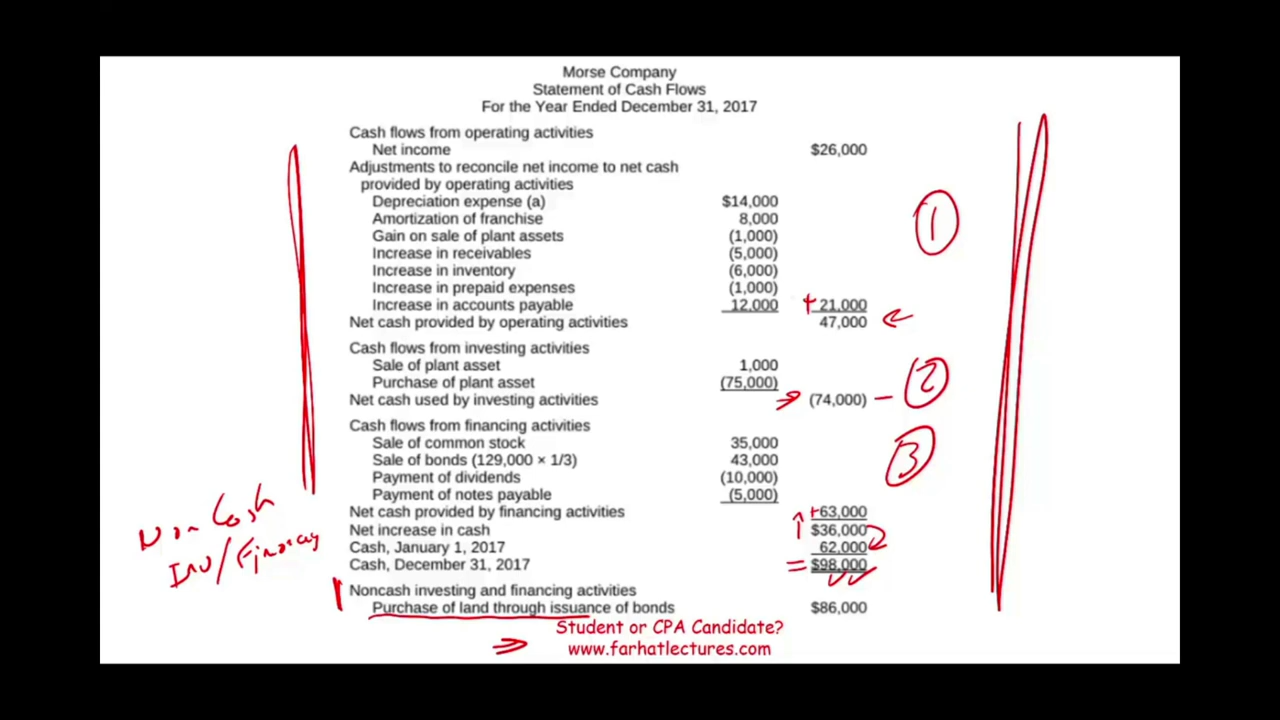 Morse Company
Statement of Cash Flows
For the Year Ended December 31, 2017
Cash flows from operating activities
Net income $26,000
Adjustments to reconcile net income to net cash
provided by operating activities
Depreciation expense (a) $14,000
Amortization of franchise 8,000
Gain on sale of plant assets (1,000)
Increase in receivables (5,000)
Increase in inventory (6,000)
Increase in prepaid expenses (1,000)
Increase in accounts payable 12,000 + 21,000
Net cash provided by operating activities 47,000
1
Cash flows from investing activities
Sale of plant asset 1,000
Purchase of plant asset (75,000)
Net cash used by investing activities (74,000) –
2
Cash flows from financing activities
Sale of common stock 35,000
Sale of bonds (129,000 × 1/3) 43,000
Payment of dividends (10,000)
Payment of notes payable (5,000)
Net cash provided by financing activities +63,000
3
Net increase in cash $36,000
Cash, January 1, 2017 62,000
Cash, December 31, 2017 = $98,000
Non Cash
Inv/Financing
Noncash investing and financing activities
Purchase of land through issuance of bonds $86,000
Student or CPA Candidate?
www.farhatlectures.com